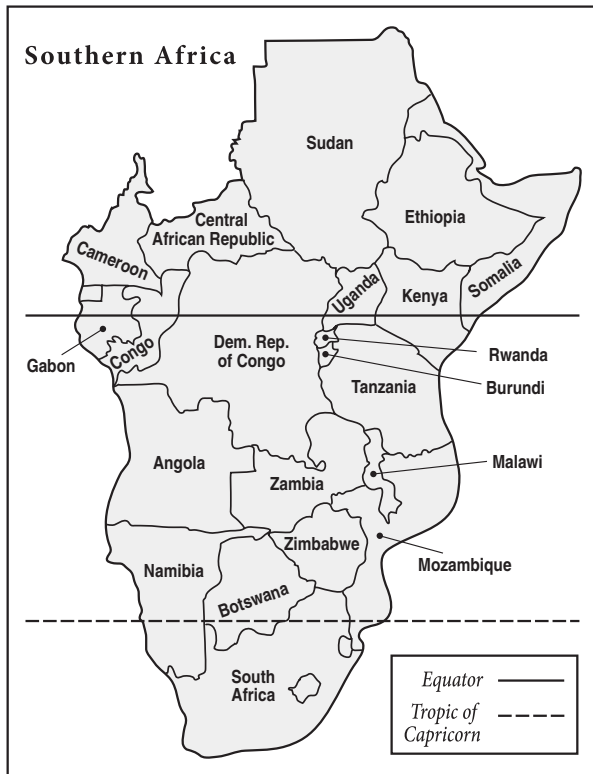 Southern Africa
Sudan
Ethiopia
Central
African Republic
Cameroon
Somalia
Uganda
Kenya
Gabon
Congo
Dem. Rep.
of Congo
Rwanda
Burundi
Tanzania
Angola
Zambia
Malawi
Zimbabwe
Mozambique
Namibia
Botswana
South
Africa
Equator
Tropic of
Capricorn